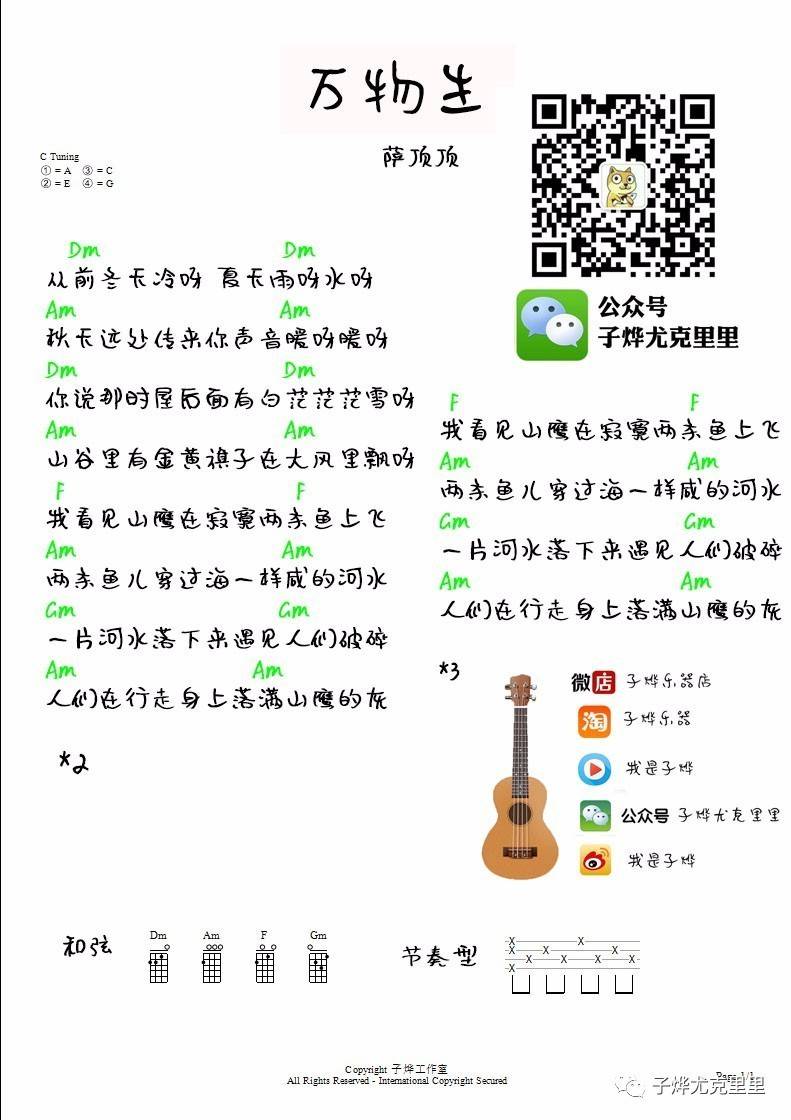 万物生
萨顶顶
C Tuning
① = A ③ = C
② = E ④ = G
公众号
子烨尤克里里
Dm Dm
从前冬天冷呀 夏天雨呀水呀
Am Am
秋天远处传来你声音暖呀暖呀
Dm Dm
你说那时屋后面有白茫茫茫雪呀
Am Am
山谷里有金黄旗子在大风里飘呀
F F
我看见山鹰在寂寞两条鱼上飞
Am Am
两条鱼儿穿过海一样咸的河水
Gm Gm
一片河水落下来遇见人们破碎
Am Am
人们在行走身上落满山鹰的灰
*2
F F
我看见山鹰在寂寞两条鱼上飞
Am Am
两条鱼儿穿过海一样咸的河水
Gm Gm
一片河水落下来遇见人们破碎
Am Am
人们在行走身上落满山鹰的灰
*3
微店 子烨乐器店
淘 子烨乐器
我是子烨
公众号 子烨尤克里里
我是子烨
和弦 Dm Am F Gm
节奏型
X X X X X X X X X X
Copyright 子烨工作室
All Rights Reserved - International Copyright Secured
Page 1/1
子烨尤克里里